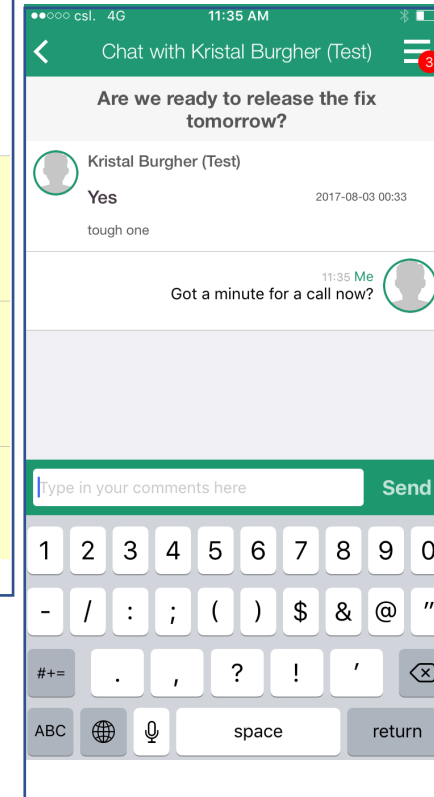 csl. 4G 11:35 AM
Chat with Kristal Burgher (Test)
3
Are we ready to release the fix
tomorrow?
Kristal Burgher (Test)
Yes 2017-08-03 00:33
tough one
11:35 Me
Got a minute for a call now?
Type in your comments here Send
1 2 3 4 5 6 7 8 9 0
- / : ; ( ) $ & @ "
#+= . , ? ! '
ABC space return